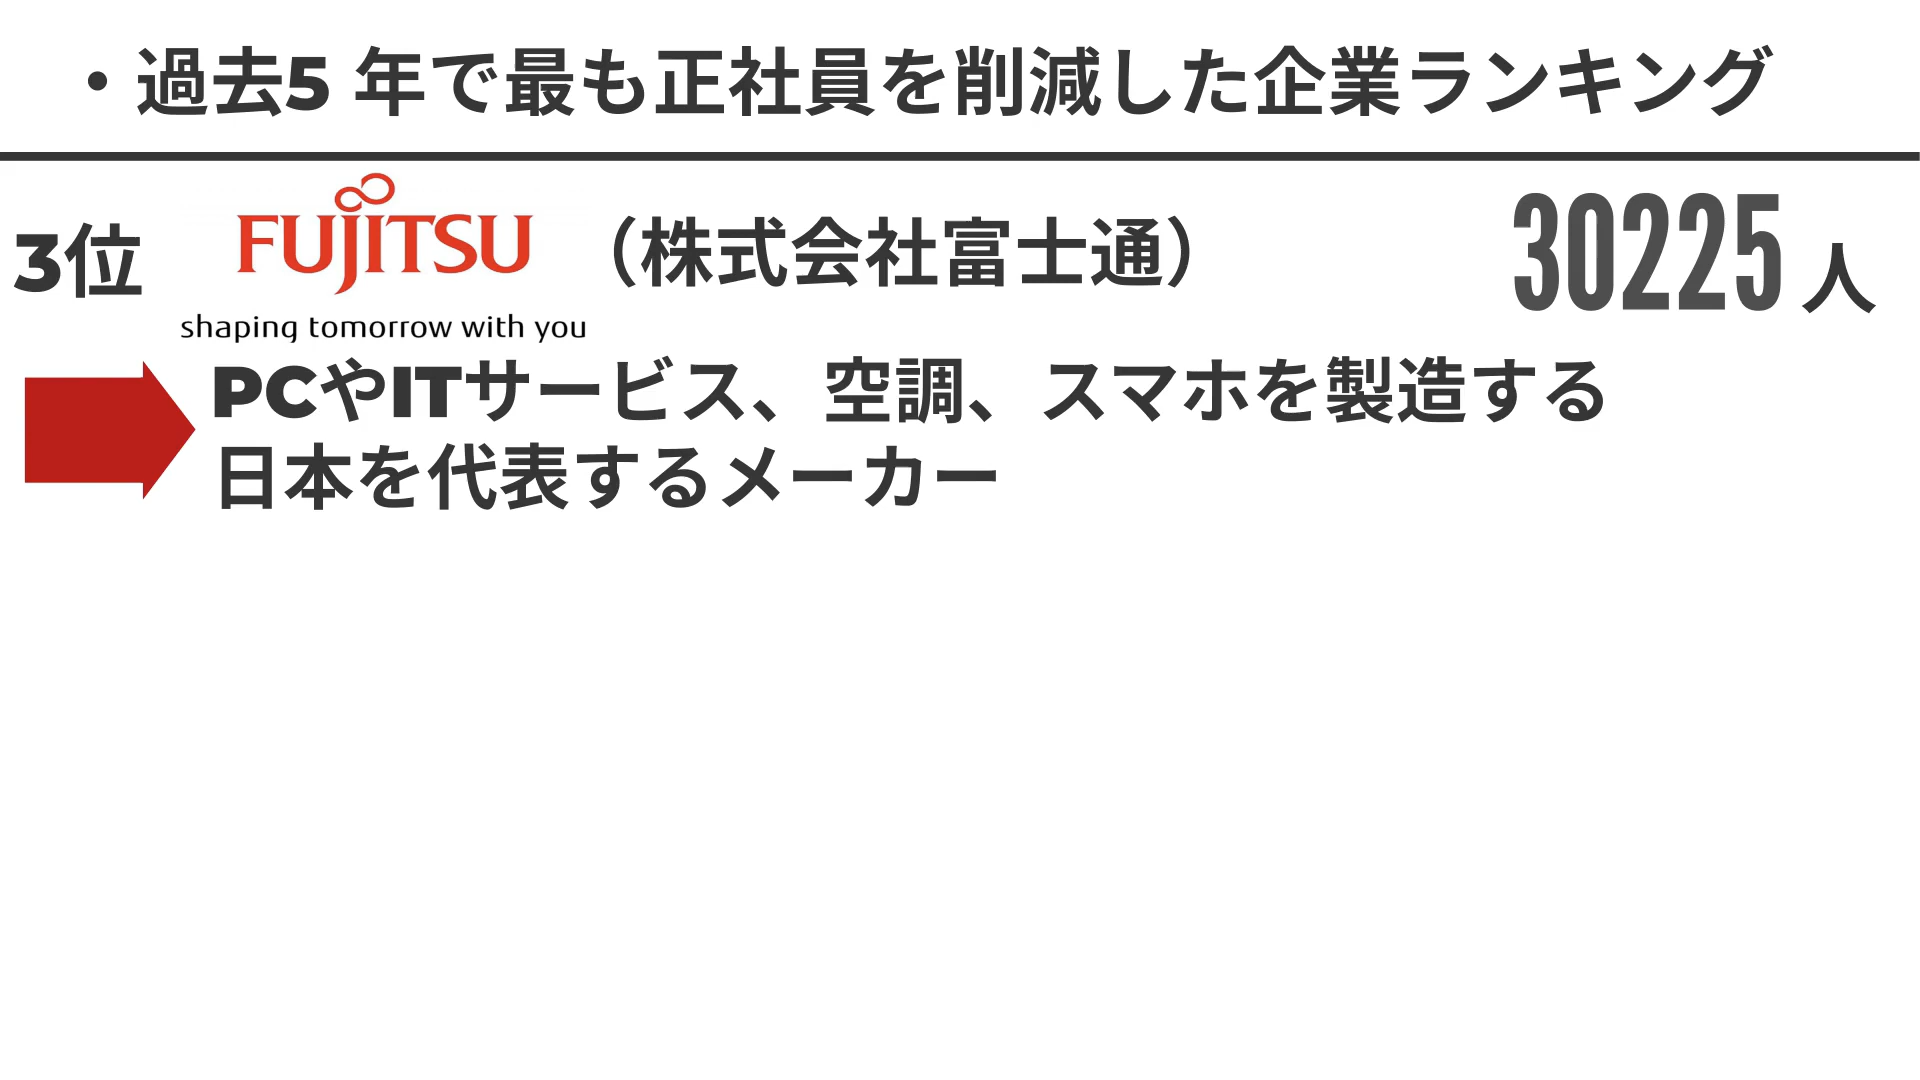 ・過去5 年で最も正社員を削減した企業ランキング
3位 FUJITSU （株式会社富士通） 30225 人
shaping tomorrow with you
PCやITサービス、空調、スマホを製造する
日本を代表するメーカー